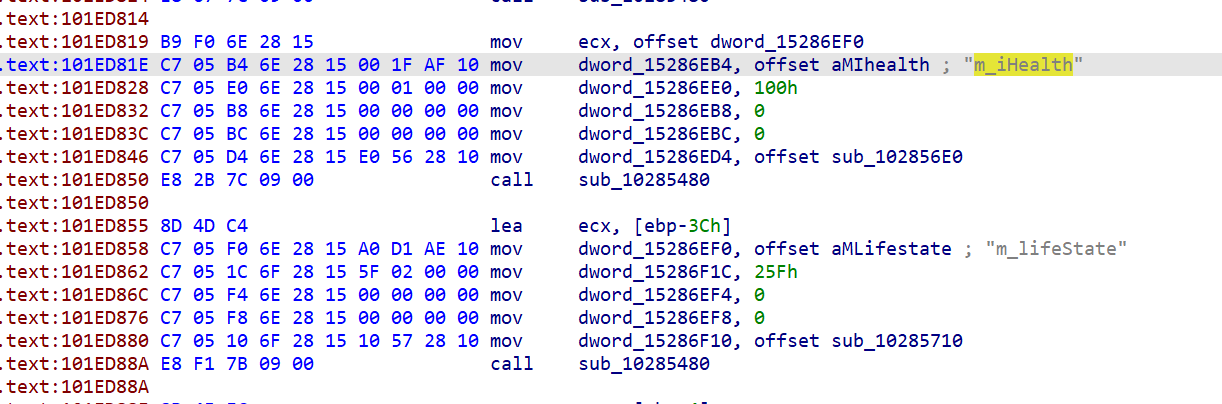 .text:101ED814
.text:101ED819 B9 F0 6E 28 15 mov ecx, offset dword_15286EF0
.text:101ED81E C7 05 B4 6E 28 15 00 1F AF 10 mov dword_15286EB4, offset aMIhealth ; "m_iHealth"
.text:101ED828 C7 05 E0 6E 28 15 00 01 00 00 mov dword_15286EE0, 100h
.text:101ED832 C7 05 B8 6E 28 15 00 00 00 00 mov dword_15286EB8, 0
.text:101ED83C C7 05 BC 6E 28 15 00 00 00 00 mov dword_15286EBC, 0
.text:101ED846 C7 05 D4 6E 28 15 E0 56 28 10 mov dword_15286ED4, offset sub_102856E0
.text:101ED850 E8 2B 7C 09 00 call sub_10285480
.text:101ED850
.text:101ED855 8D 4D C4 lea ecx, [ebp-3Ch]
.text:101ED858 C7 05 F0 6E 28 15 A0 D1 AE 10 mov dword_15286EF0, offset aMLifestate ; "m_lifeState"
.text:101ED862 C7 05 1C 6F 28 15 5F 02 00 00 mov dword_15286F1C, 25Fh
.text:101ED86C C7 05 F4 6E 28 15 00 00 00 00 mov dword_15286EF4, 0
.text:101ED876 C7 05 F8 6E 28 15 00 00 00 00 mov dword_15286EF8, 0
.text:101ED880 C7 05 10 6F 28 15 10 57 28 10 mov dword_15286F10, offset sub_10285710
.text:101ED88A E8 F1 7B 09 00 call sub_10285480
.text:101ED88A